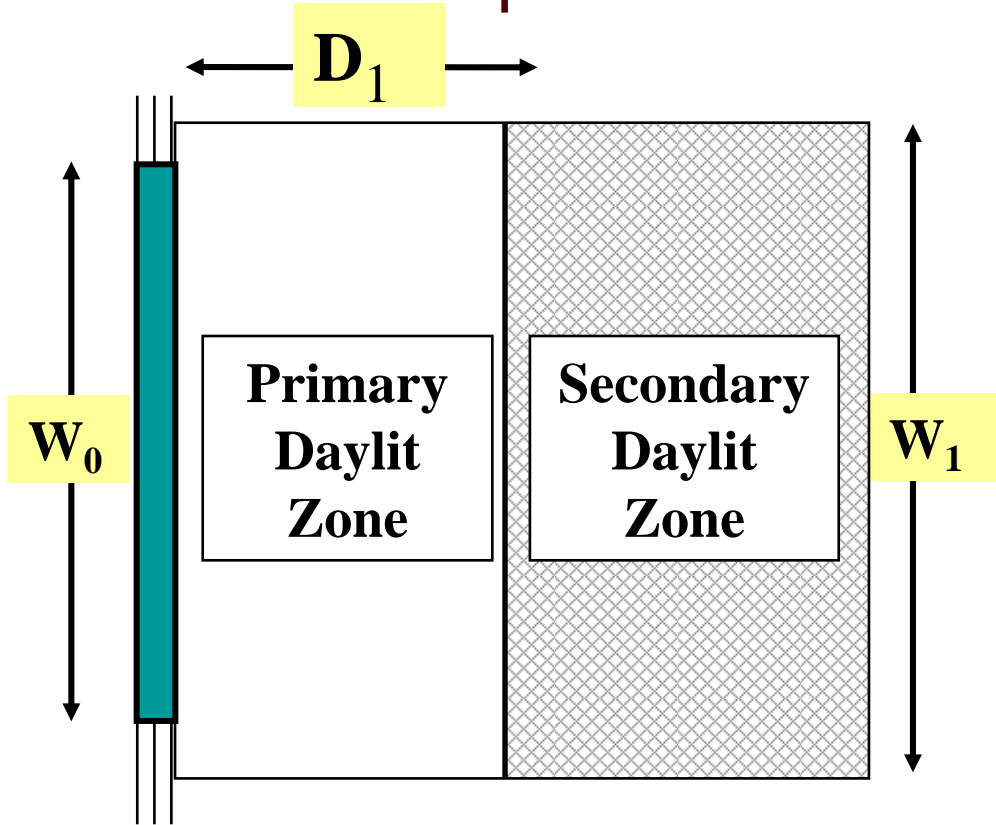 D₁
Primary
Daylit
Zone
Secondary
Daylit
Zone
W₀
W₁